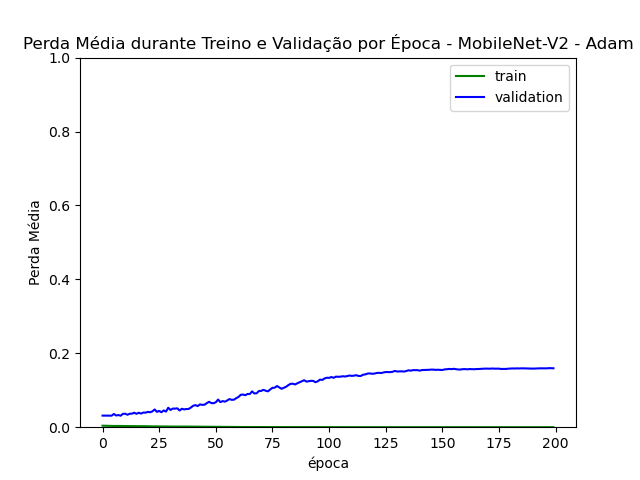 Perda Média durante Treino e Validação por Época - MobileNet-V2 - Adam
1.0
train
validation
0.8
0.6
0.4
0.2
0.0
Perda Média
0 25 50 75 100 125 150 175 200
época